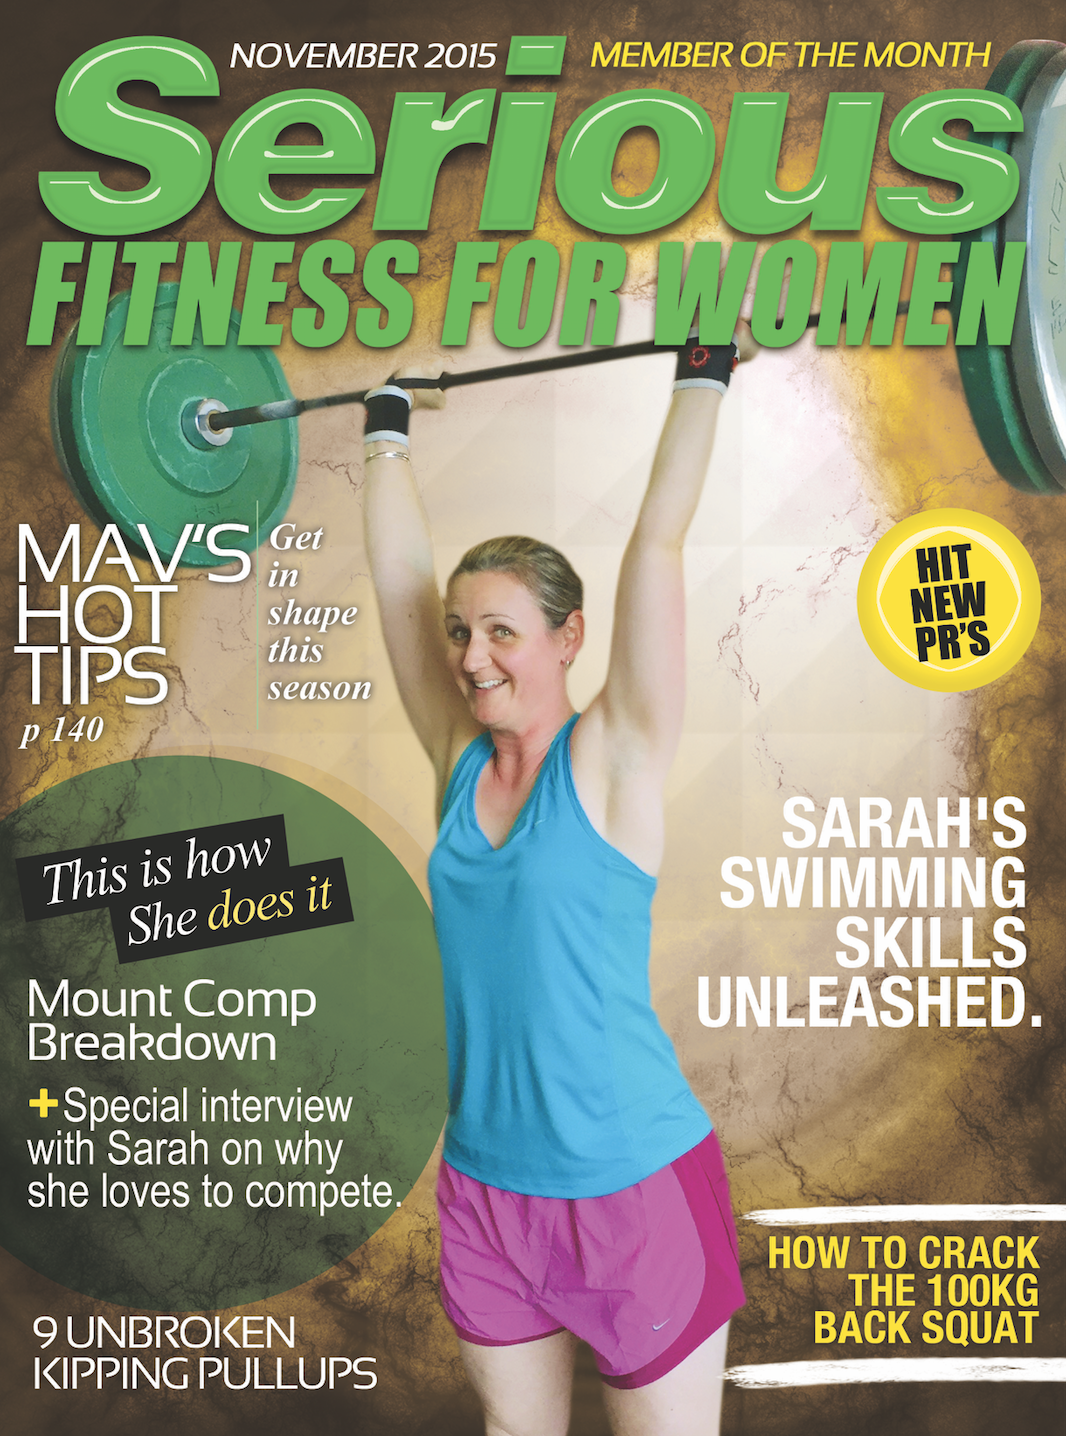 NOVEMBER 2015
MEMBER OF THE MONTH
Serious
FITNESS FOR WOMEN
MAV'S
HOT
TIPS
p 140
Get
in
shape
this
season
HIT
NEW
PR'S
This is how
She does it
Mount Comp
Breakdown
+Special interview
with Sarah on why
she loves to compete.
SARAH'S
SWIMMING
SKILLS
UNLEASHED.
HOW TO CRACK
THE 100KG
BACK SQUAT
9 UNBROKEN
KIPPING PULLUPS